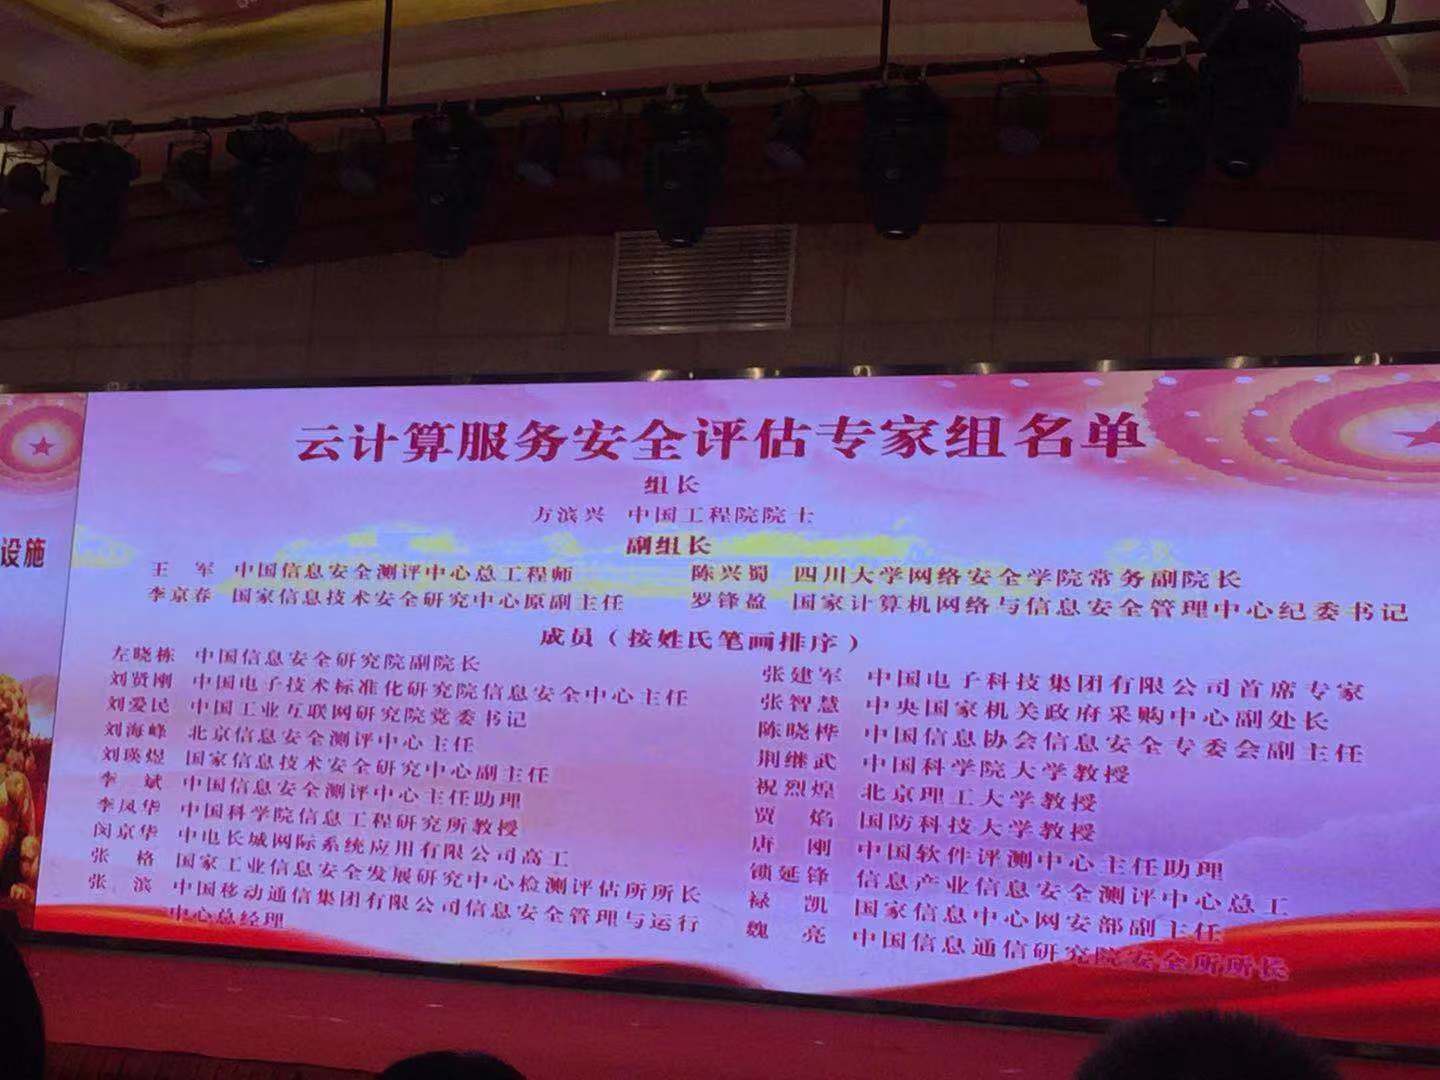 云计算服务安全评估专家组名单
组长
方滨兴 中国工程院院士
副组长
王 军 中国信息安全测评中心总工程师
李京春 国家信息技术安全研究中心原副主任
陈兴蜀 四川大学网络安全学院常务副院长
罗锋盈 国家计算机网络与信息安全管理中心纪委书记
成员（按姓氏笔画排序）
左晓栋 中国信息安全研究院副院长
刘贤刚 中国电子技术标准化研究院信息安全中心主任
刘爱民 中国工业互联网研究院党委书记
刘海峰 北京信息安全测评中心主任
刘瑛煜 国家信息技术安全研究中心副主任
李 斌 中国信息安全测评中心主任助理
李凤华 中国科学院信息工程研究所教授
闵京华 中电长城网际系统应用有限公司高工
张 格 国家工业信息安全发展研究中心检测评估所所长
张 滨 中国移动通信集团有限公司信息安全管理与运行
中心总经理
张建军 中国电子科技集团有限公司首席专家
张智慧 中央国家机关政府采购中心副处长
陈晓桦 中国信息协会信息安全专委会副主任
荆继武 中国科学院大学教授
祝烈煌 北京理工大学教授
贾 焰 国防科技大学教授
唐 刚 中国软件评测中心主任助理
锁延锋 信息产业信息安全测评中心总工
禄 凯 国家信息中心网安部副主任
魏 亮 中国信息通信研究院安全所所长
设施